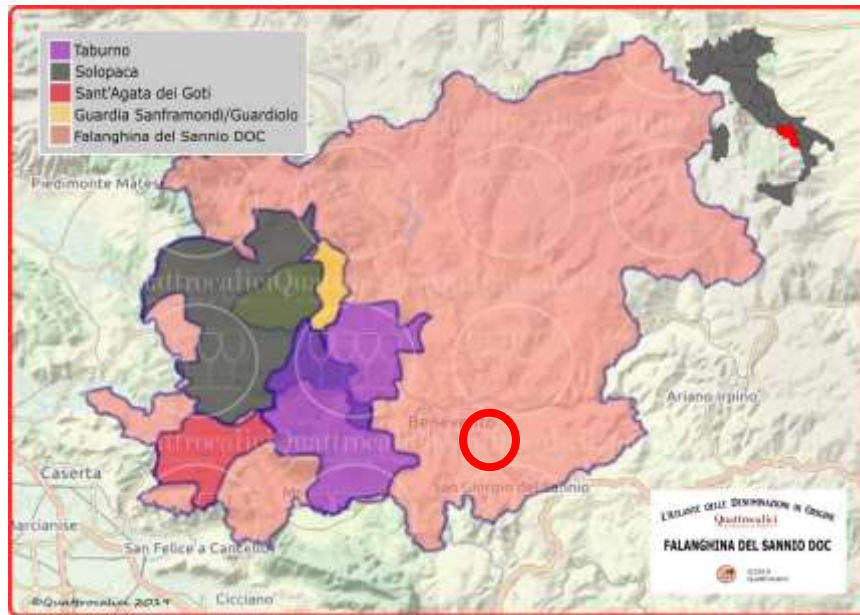 Taburno
Solopaca
Sant'Agata dei Goti
Guardia Sanframondi/Guardiolo
Falanghina del Sannio DOC
Piedimonte Matese
Ariano Irpino
Benevento
Caserta
San Giorgio del Sannio
Marcianise
San Felice a Cancello
Cicciano
L'Atlante delle Denominazioni di Origine
Quattrocalici
FALANGHINA DEL SANNIO DOC
©Quattrocalici 2019